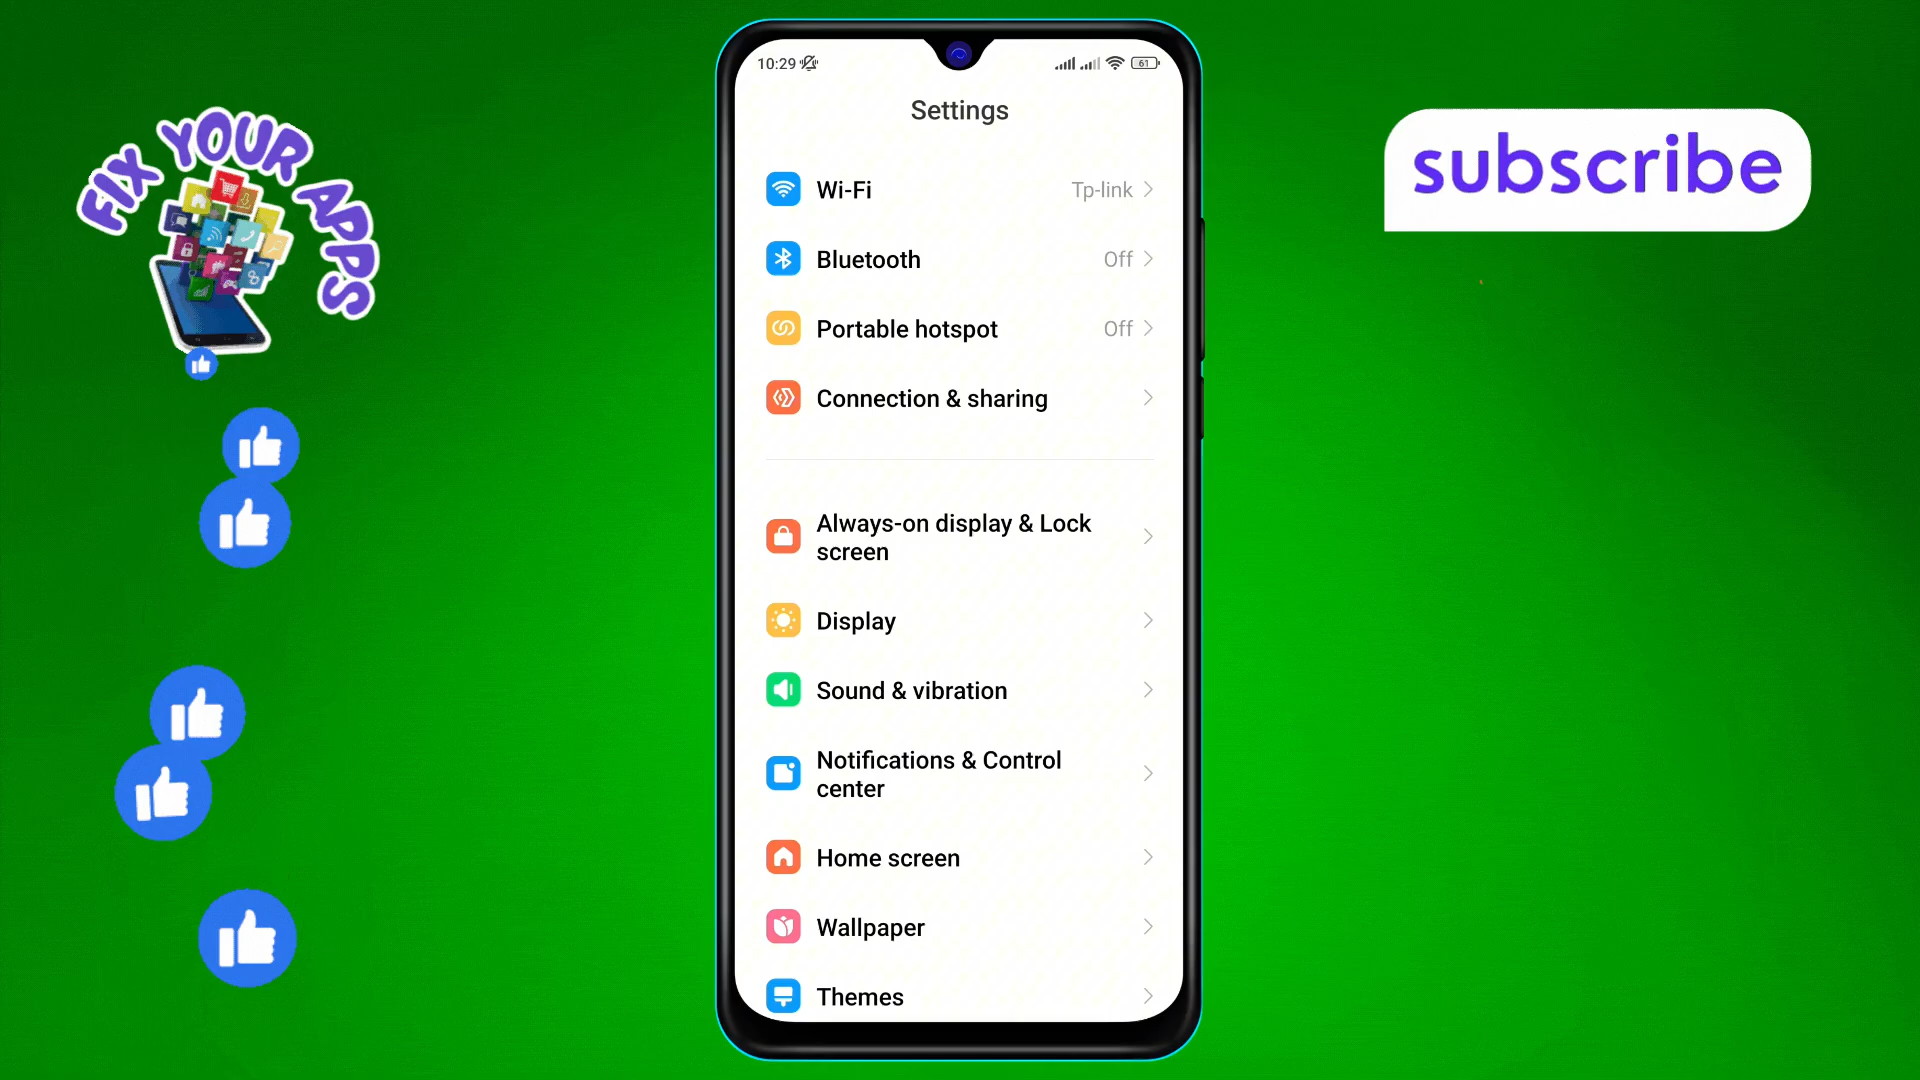 FIX YOUR APPS
subscribe
10:29
61
Settings
Wi-Fi
Tp-link
Bluetooth
Off
Portable hotspot
Off
Connection & sharing
Always-on display & Lock
screen
Display
Sound & vibration
Notifications & Control
center
Home screen
Wallpaper
Themes